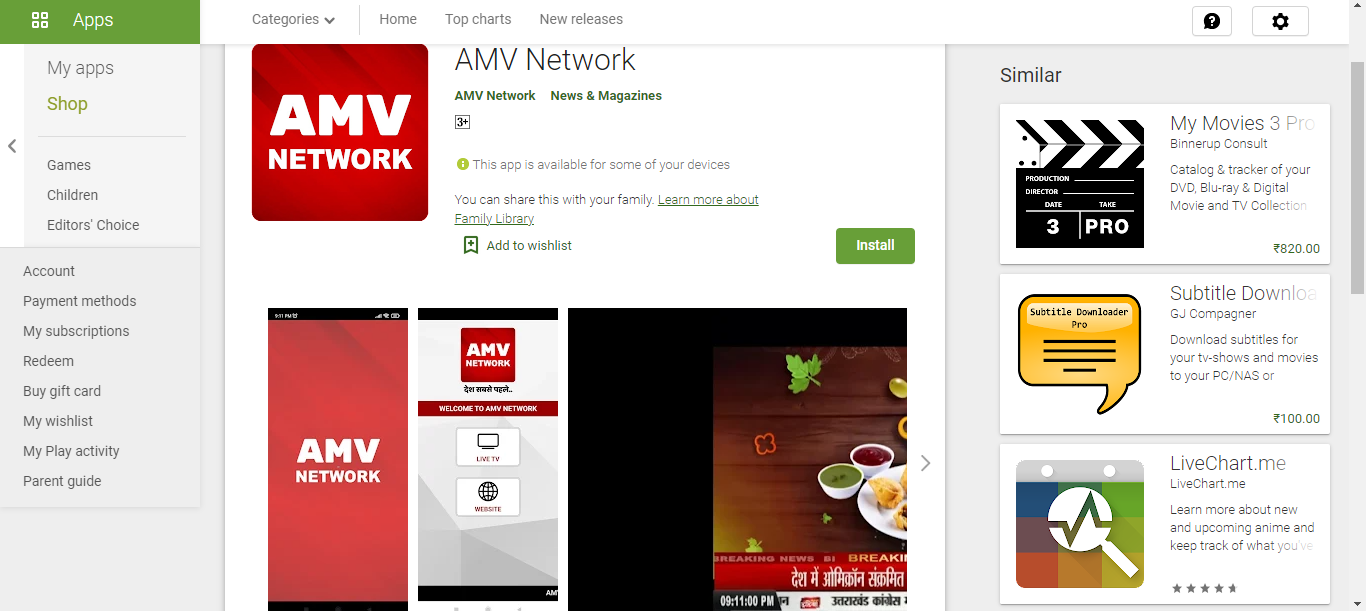 Apps
Categories
Home
Top charts
New releases
My apps
Shop
Games
Children
Editors' Choice
Account
Payment methods
My subscriptions
Redeem
Buy gift card
My wishlist
My Play activity
Parent guide
AMV
NETWORK
AMV Network
AMV Network News & Magazines
3+
This app is available for some of your devices
You can share this with your family. Learn more about
Family Library
Add to wishlist
Install
9:11 PM
AMV
NETWORK
AMV
NETWORK
देश सबसे पहले..
WELCOME TO AMV NETWORK
LIVE TV
WEBSITE
AM
BREAKING NEWS BREAKI
देश में ओमिक्रॉन संक्रमित
09:11:00 PM
उत्तराखंड कांग्रेस
Similar
PRODUCTION
DIRECTOR
DATE TAKE
3 PRO
My Movies 3 Pro
Binnerup Consult
Catalog & tracker of your
DVD, Blu-ray & Digital
Movie and TV Collection
₹820.00
Subtitle Downloader
Pro
Subtitle Downloa
GJ Compagner
Download subtitles for
your tv-shows and movies
to your PC/NAS or
₹100.00
LiveChart.me
LiveChart.me
Learn more about new
and upcoming anime and
keep track of what you've